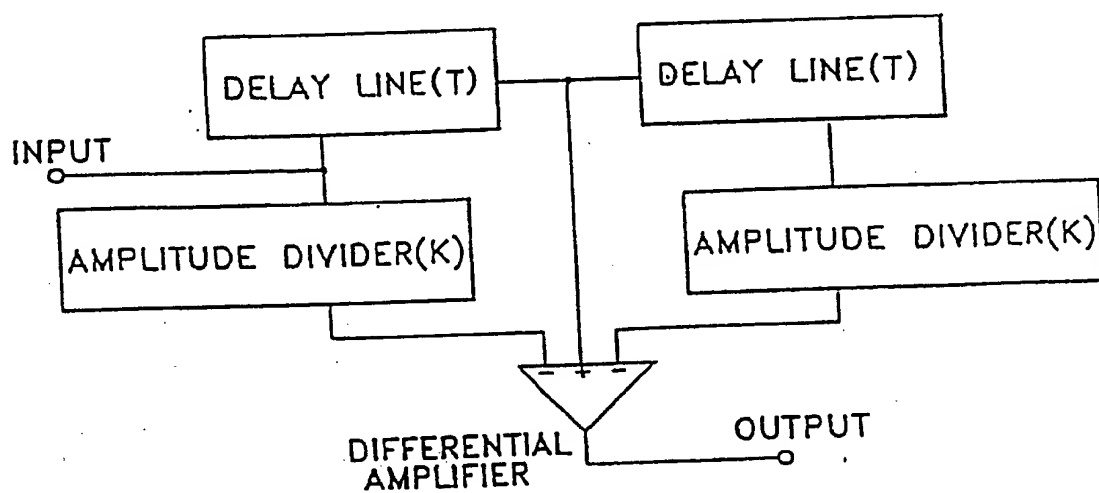 DELAY LINE(T)
DELAY LINE(T)
INPUT
AMPLITUDE DIVIDER(K)
AMPLITUDE DIVIDER(K)
- + -
DIFFERENTIAL
AMPLIFIER
OUTPUT